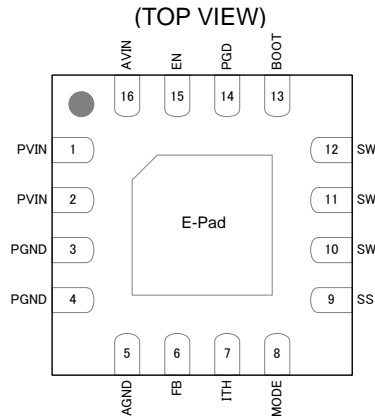 (TOP VIEW)
AVIN EN PGD BOOT
16 15 14 13
PVIN 1 12 SW
PVIN 2 11 SW
E-Pad
PGND 3 10 SW
PGND 4 9 SS
5 6 7 8
AGND FB ITH MODE